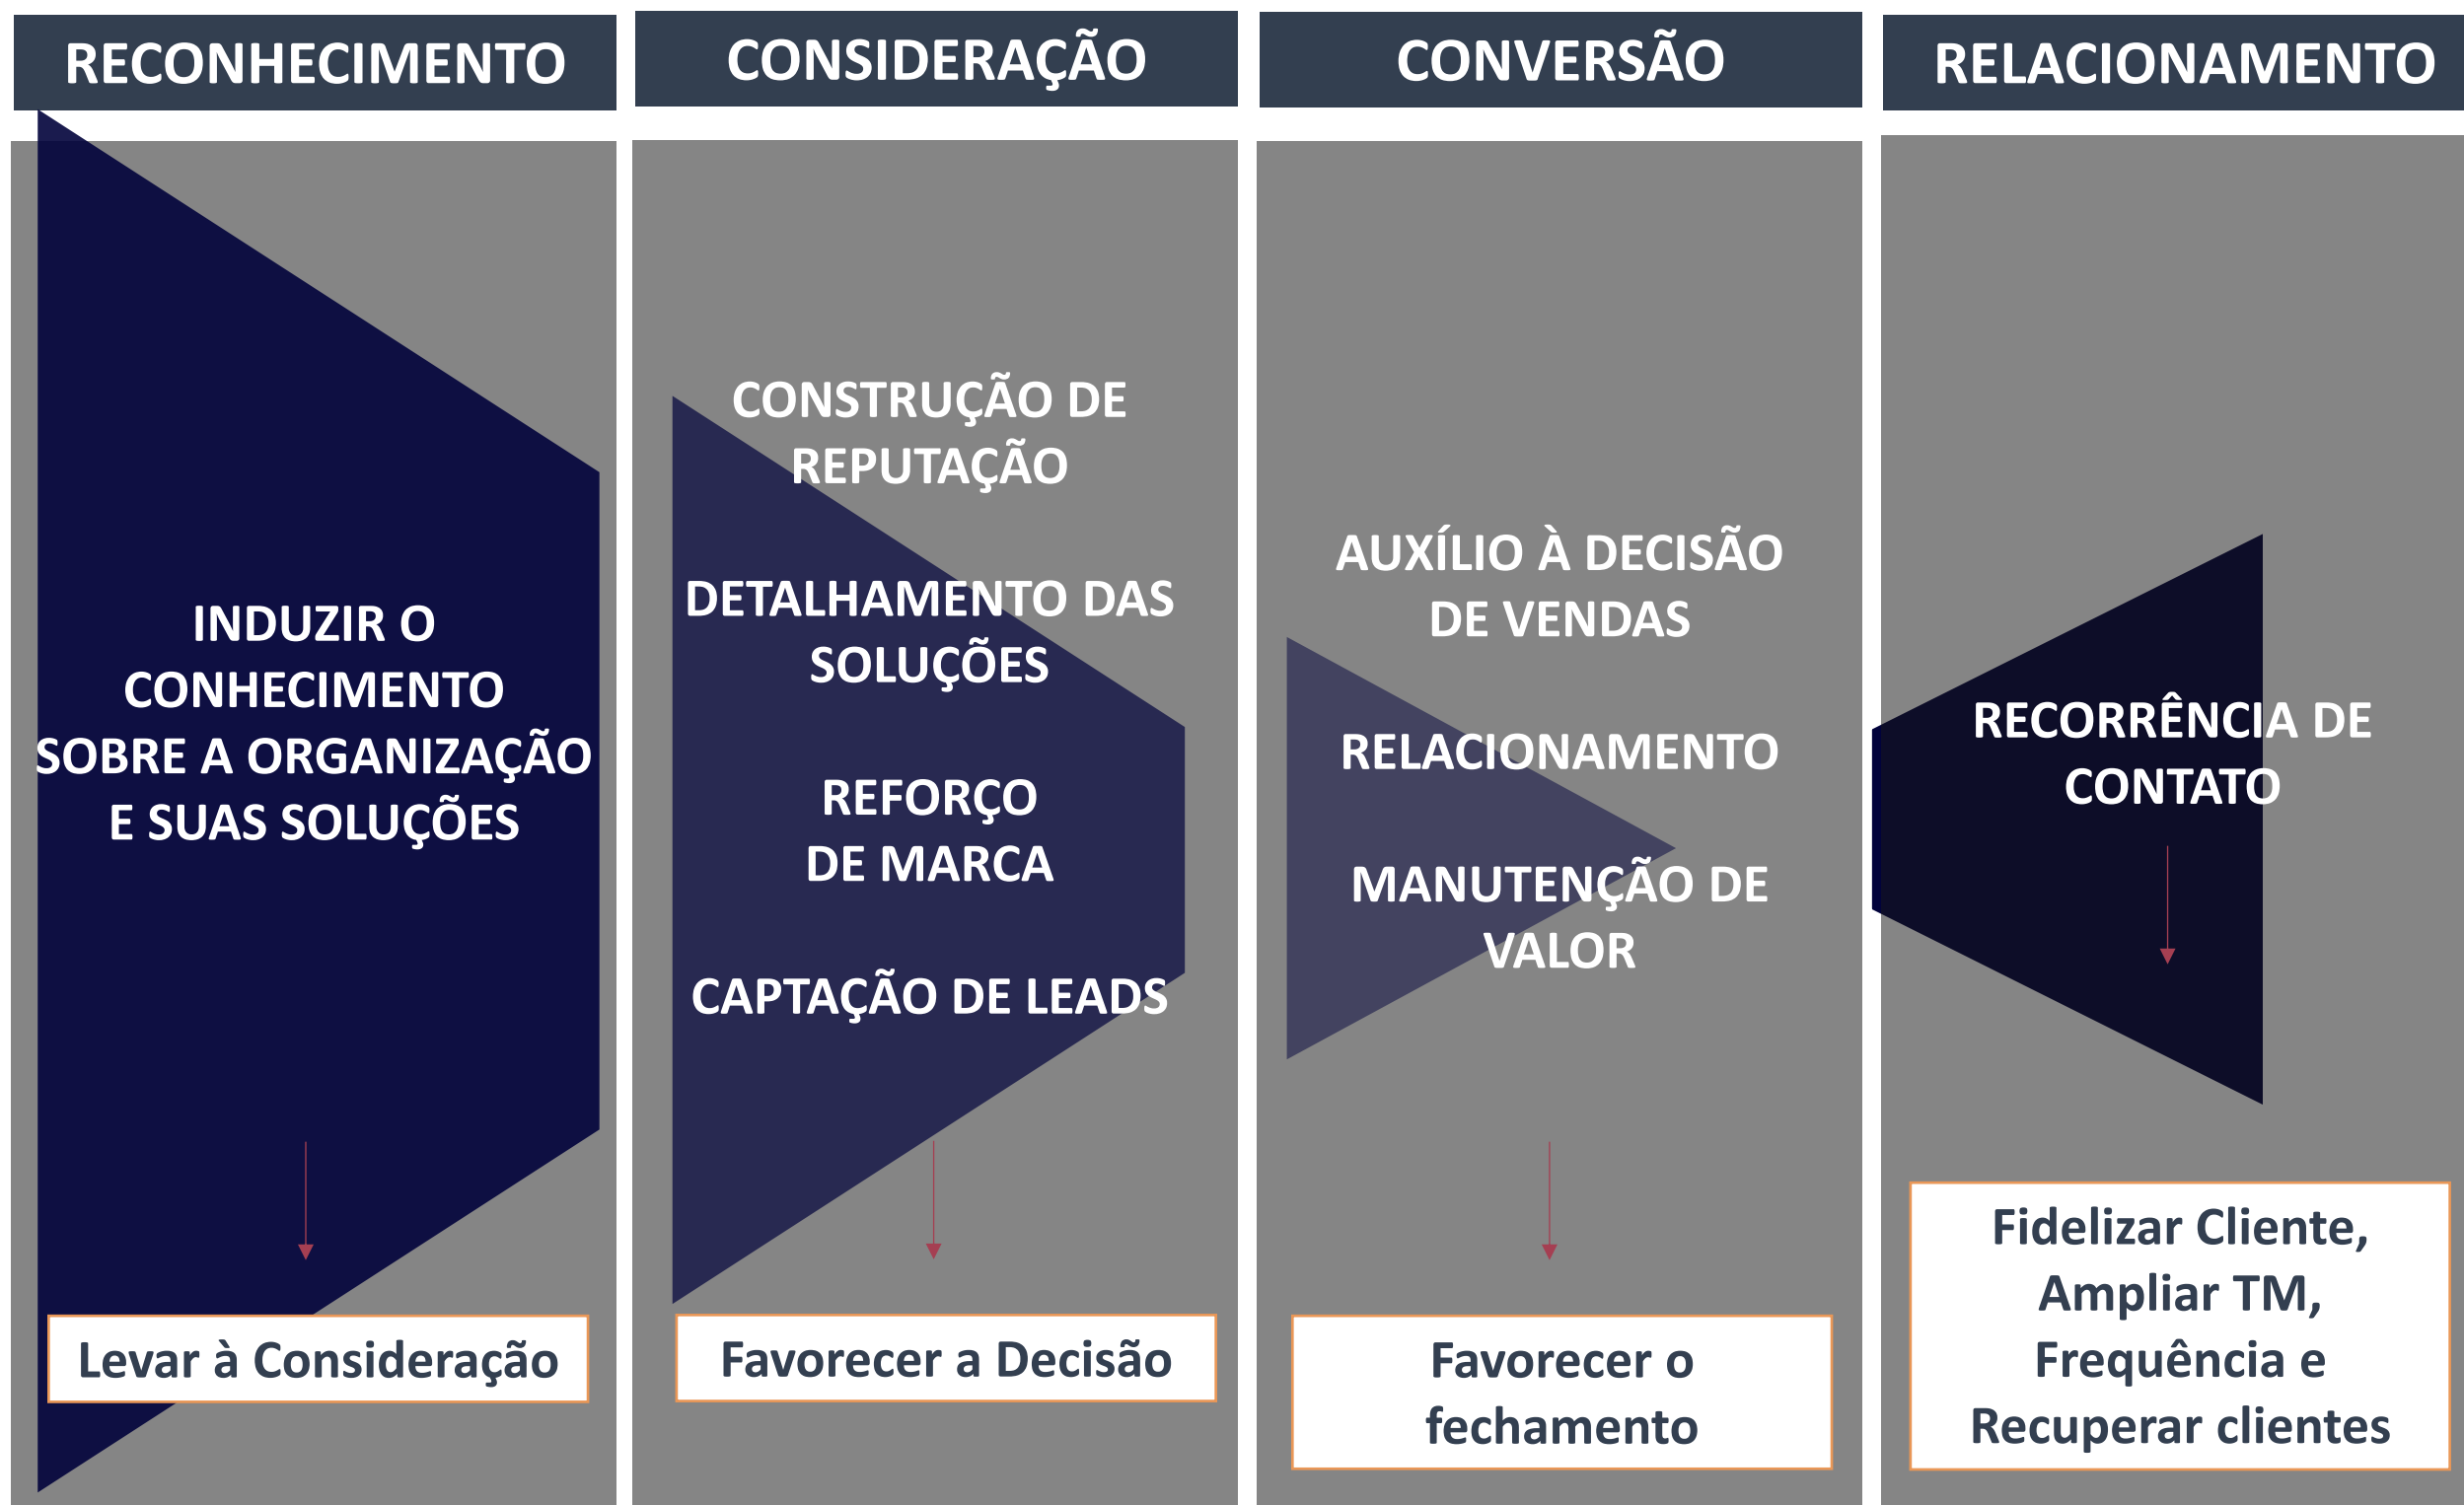 RECONHECIMENTO
INDUZIR O
CONHECIMENTO
SOBRE A ORGANIZAÇÃO
E SUAS SOLUÇÕES
Levar à Consideração
CONSIDERAÇÃO
CONSTRUÇÃO DE
REPUTAÇÃO
DETALHAMENTO DAS
SOLUÇÕES
REFORÇO
DE MARCA
CAPTAÇÃO DE LEADS
Favorecer a Decisão
CONVERSÃO
AUXÍLIO À DECISÃO
DE VENDAS
RELACIONAMENTO
MANUTENÇÃO DE
VALOR
Favorecer o
fechamento
RELACIONAMENTO
RECORRÊNCIA DE
CONTATO
Fidelizar Cliente,
Ampliar TM,
Frequência e
Recuperar clientes